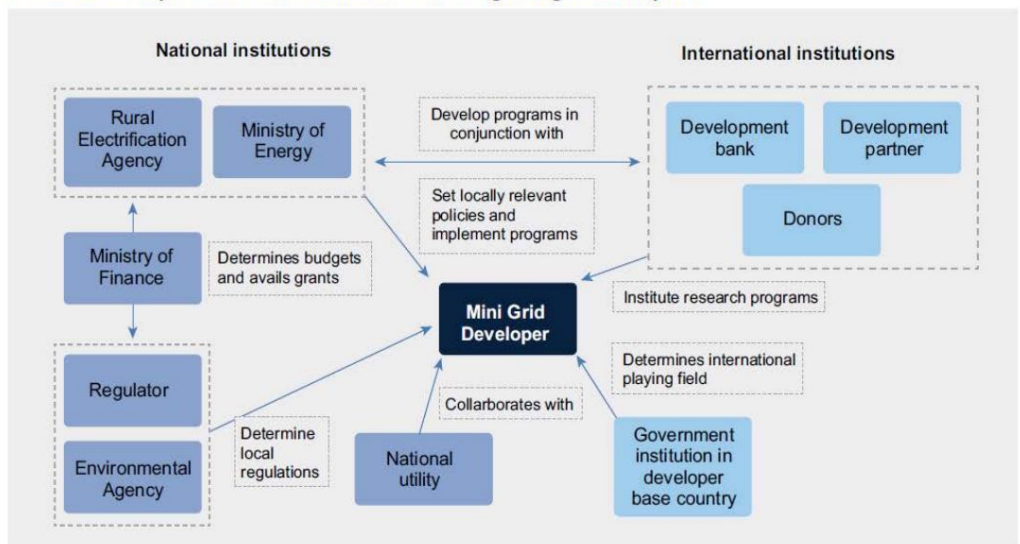 National institutions
International institutions
Rural
Electrification
Agency
Ministry of
Energy
Develop programs in
conjunction with
Development
bank
Development
partner
Donors
Set locally relevant
policies and
implement programs
Ministry of
Finance
Determines budgets
and avails grants
Institute research programs
Mini Grid
Developer
Determines international
playing field
Regulator
Collarborates with
Environmental
Agency
Determine
local
regulations
National
utility
Government
institution in
developer
base country